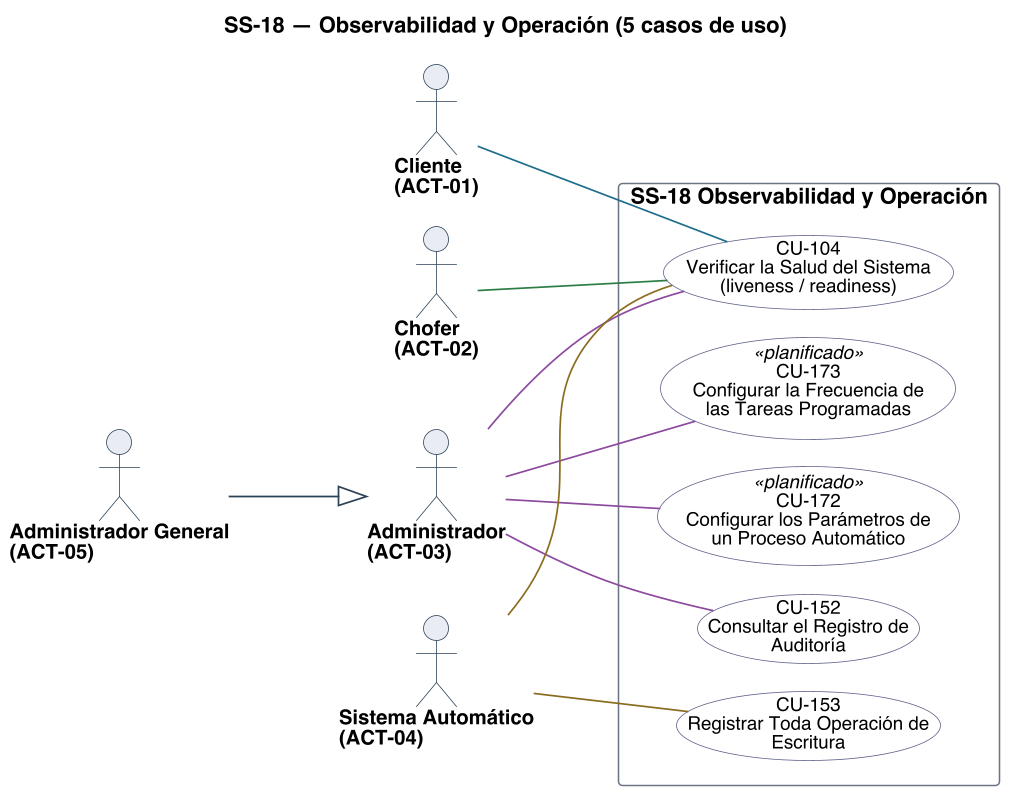 SS-18 — Observabilidad y Operación (5 casos de uso)
Cliente
(ACT-01)
SS-18 Observabilidad y Operación
CU-104
Verificar la Salud del Sistema
(liveness / readiness)
Chofer
(ACT-02)
«planificado»
CU-173
Configurar la Frecuencia de
las Tareas Programadas
Administrador General
(ACT-05)
Administrador
(ACT-03)
«planificado»
CU-172
Configurar los Parámetros de
un Proceso Automático
CU-152
Consultar el Registro de
Auditoría
Sistema Automático
(ACT-04)
CU-153
Registrar Toda Operación de
Escritura